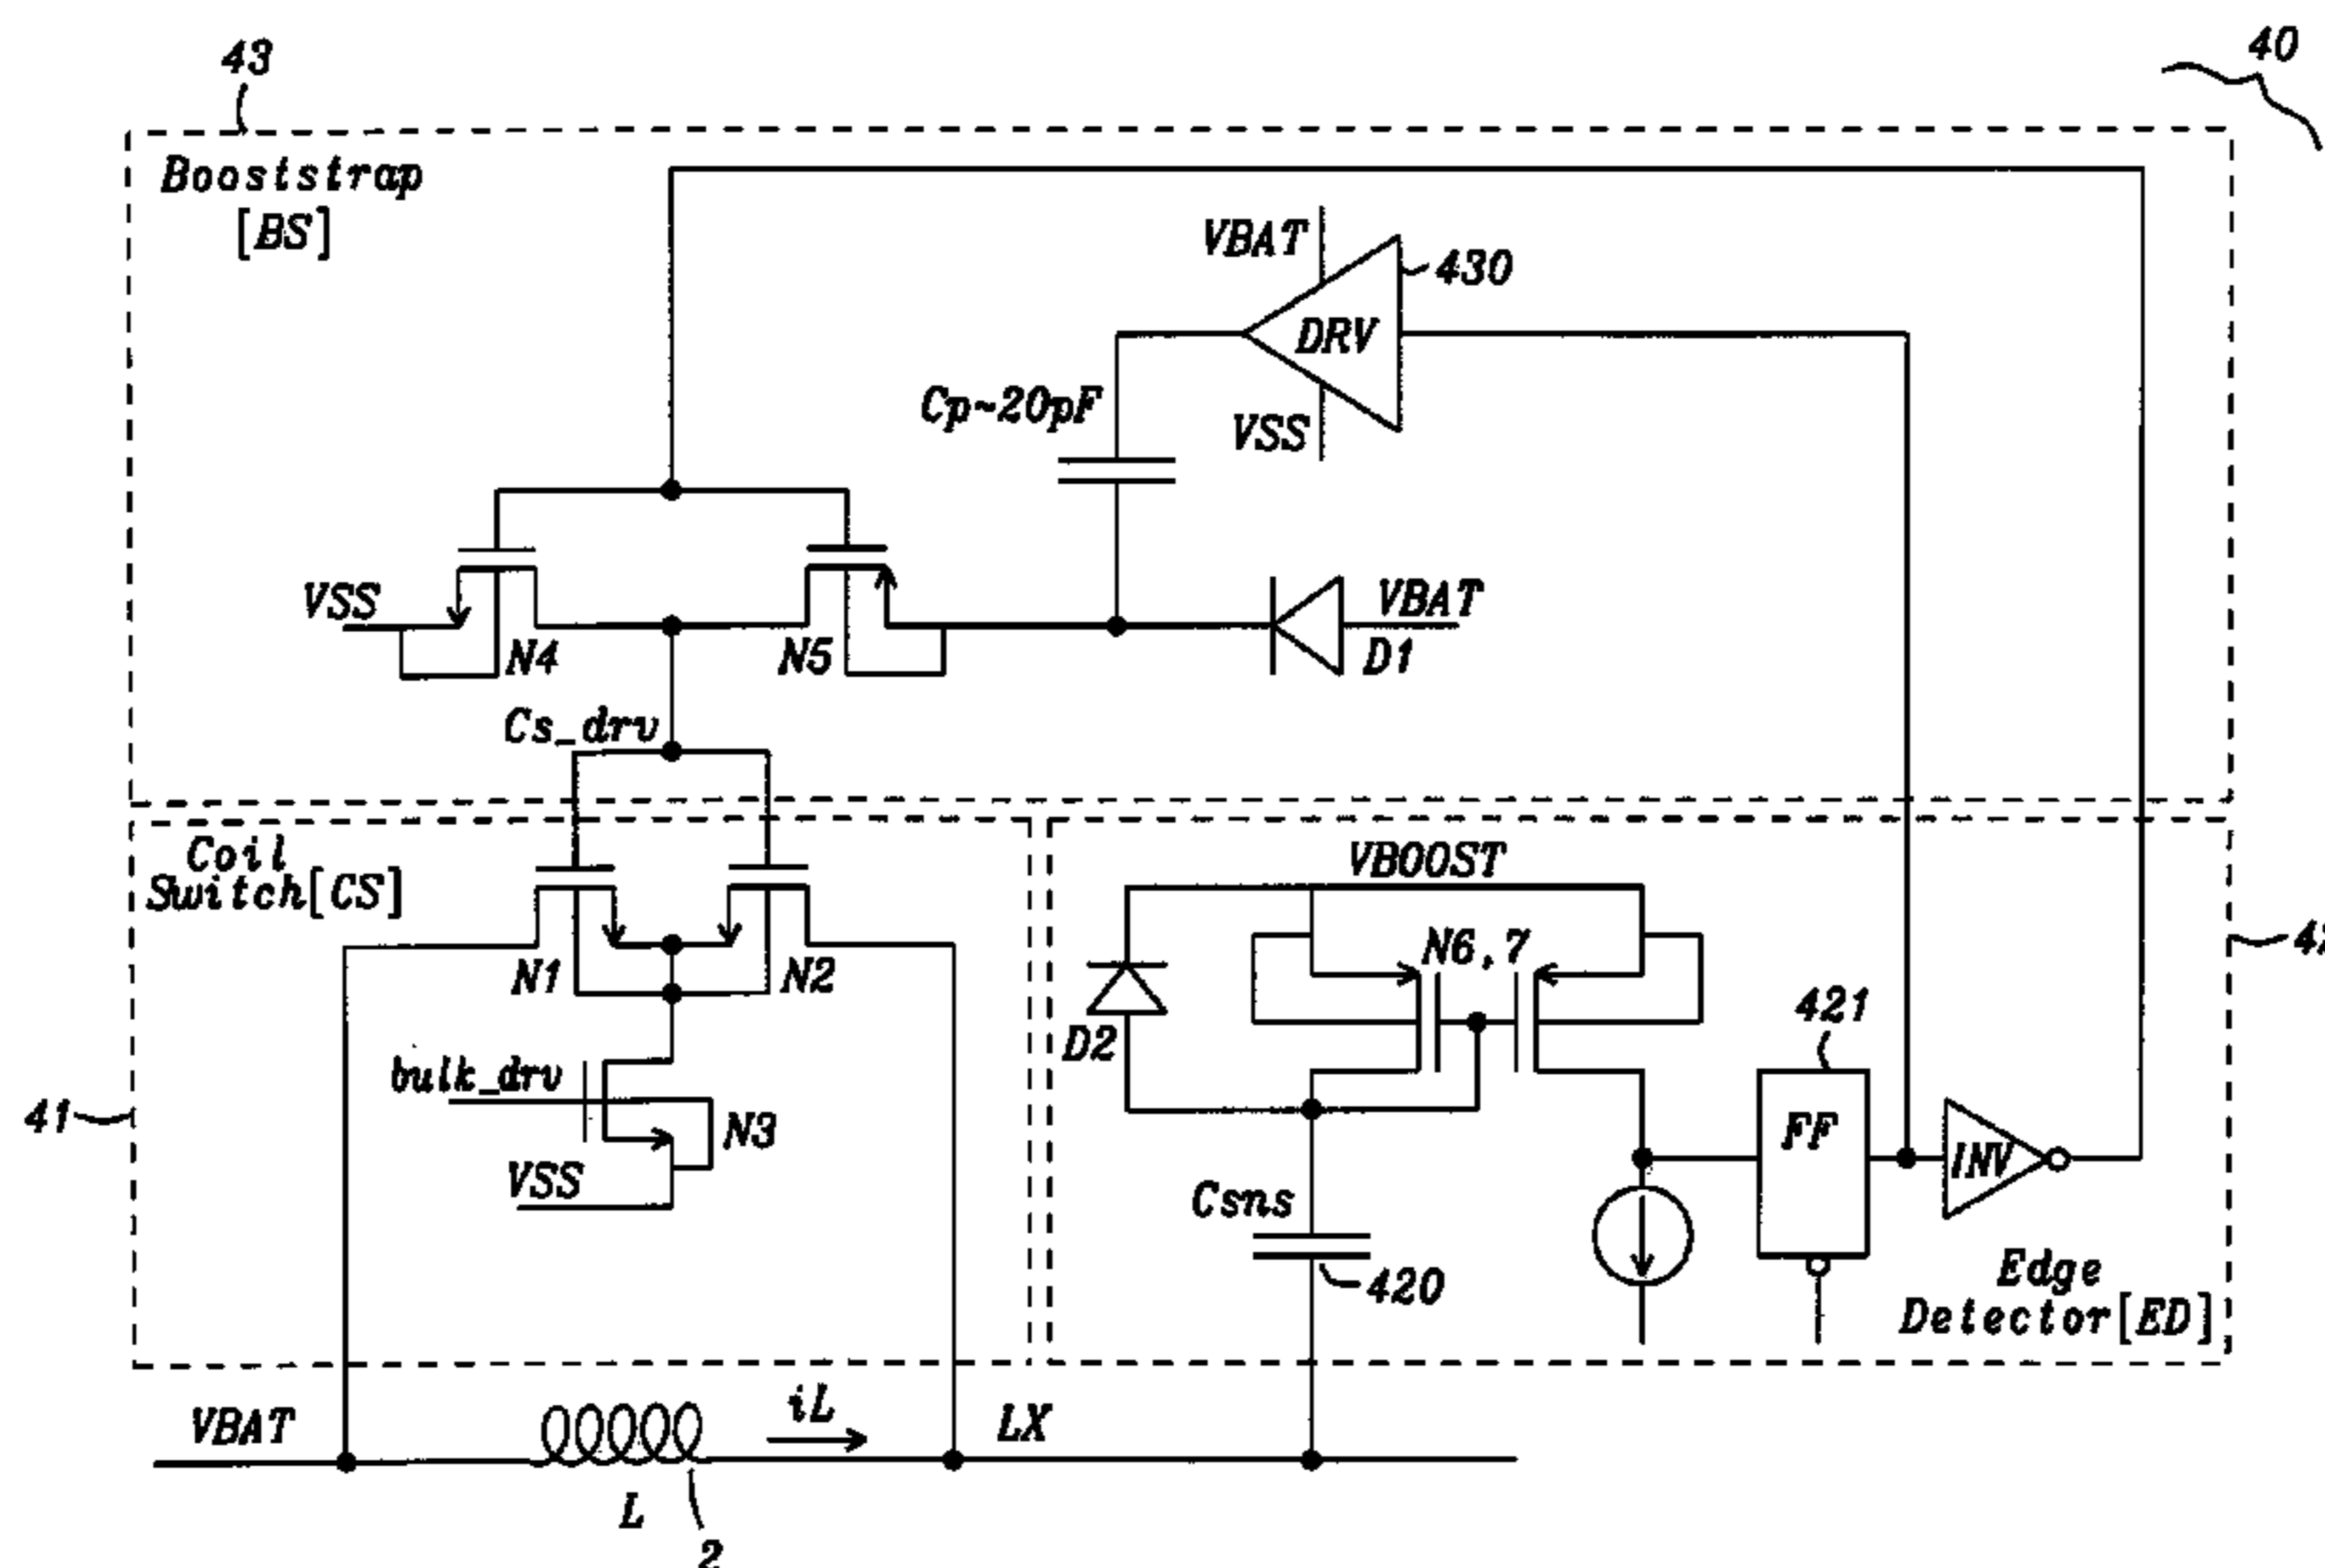 43
40
Booststrap
[BS]
VBAT
430
DRV
Cp~20pF
VSS
VSS
VBAT
N4
N5
D1
Cs_drv
Coil
Switch[CS]
VBOOST
N1
N2
N6,7
42
421
D2
bulk_drv
41
N3
FF
INV
VSS
Csns
420
Edge
Detector[ED]
VBAT
iL
LX
L
2